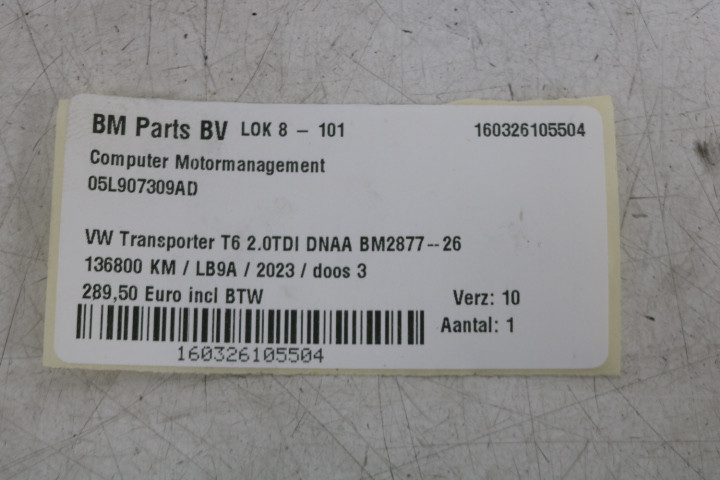 BM Parts BV LOK 8 - 101 160326105504
Computer Motormanagement
05L907309AD
VW Transporter T6 2.0TDI DNAA BM2877--26
136800 KM / LB9A / 2023 / doos 3
289,50 Euro incl BTW Verz: 10
Aantal: 1
160326105504